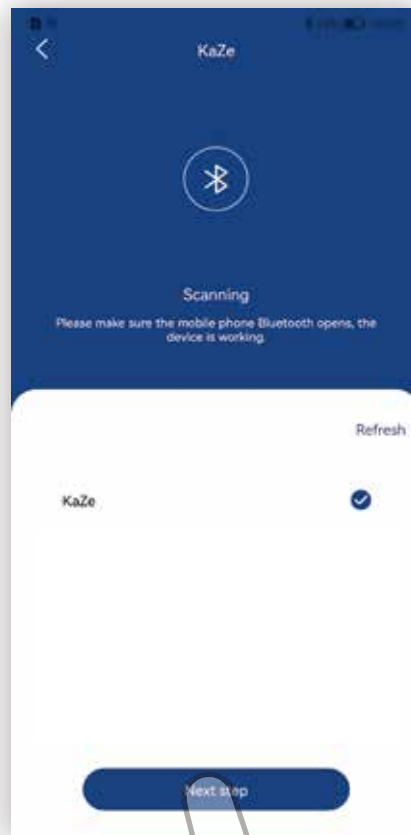 KaZe
Scanning
Please make sure the mobile phone Bluetooth opens, the
device is working.
Refresh
KaZe
Next step